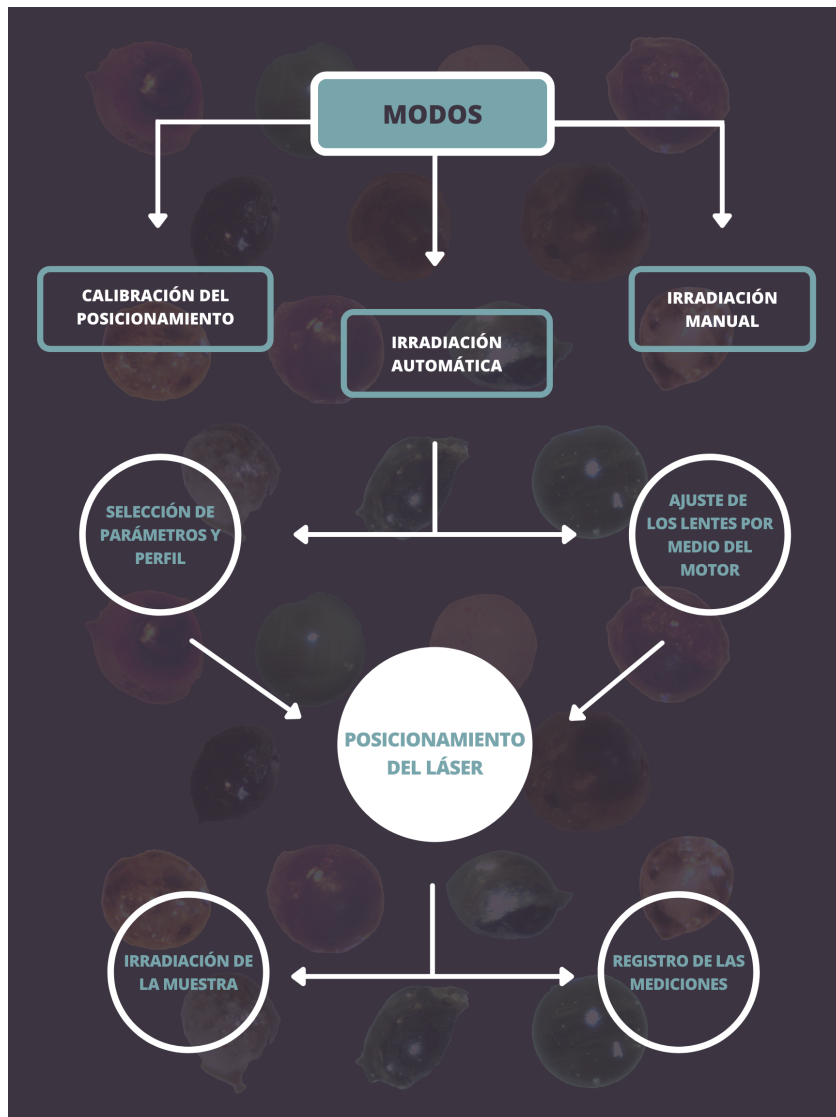 MODOS
CALIBRACIÓN DEL
POSICIONAMIENTO
IRRADIACIÓN
AUTOMÁTICA
IRRADIACIÓN
MANUAL
SELECCIÓN DE
PARÁMETROS Y
PERFIL
AJUSTE DE
LOS LENTES POR
MEDIO DEL
MOTOR
POSICIONAMIENTO
DEL LÁSER
IRRADIACIÓN DE
LA MUESTRA
REGISTRO DE LAS
MEDICIONES